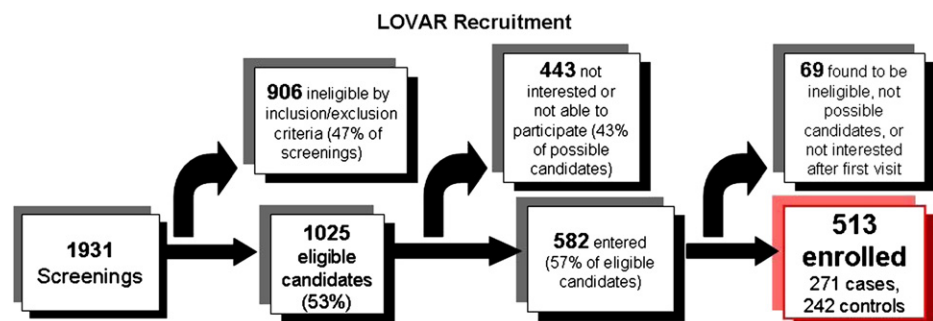 LOVAR Recruitment
906 ineligible by
inclusion/exclusion
criteria (47% of
screenings)
443 not
interested or
not able to
participate (43%
of possible
candidates)
69 found to be
ineligible, not
possible
candidates, or
not interested
after first visit
1931
Screenings
1025
eligible
candidates
(53%)
582 entered
(57% of eligible
candidates)
513
enrolled
271 cases,
242 controls